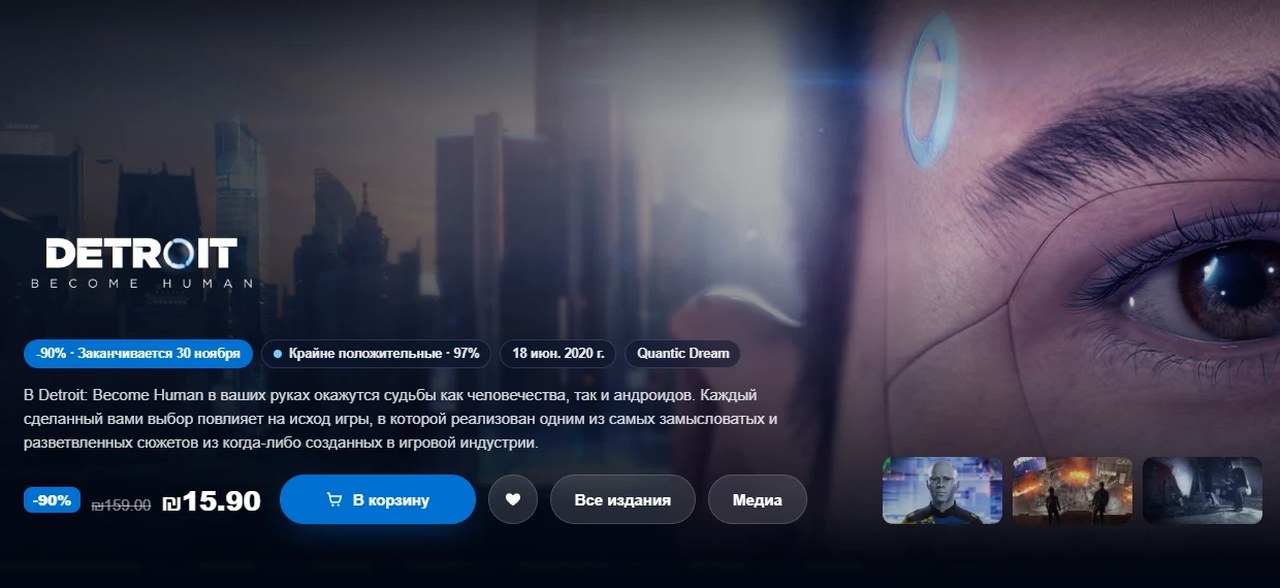 DETROIT
BECOME HUMAN
-90% · Заканчивается 30 ноября
Крайне положительные · 97%
18 июн. 2020 г.
Quantic Dream
В Detroit: Become Human в ваших руках окажутся судьбы как человечества, так и андроидов. Каждый
сделанный вами выбор повлияет на исход игры, в которой реализован одним из самых замысловатых и
разветвленных сюжетов из когда-либо созданных в игровой индустрии.
-90%
₪159.00
₪15.90
В корзину
Все издания
Медиа